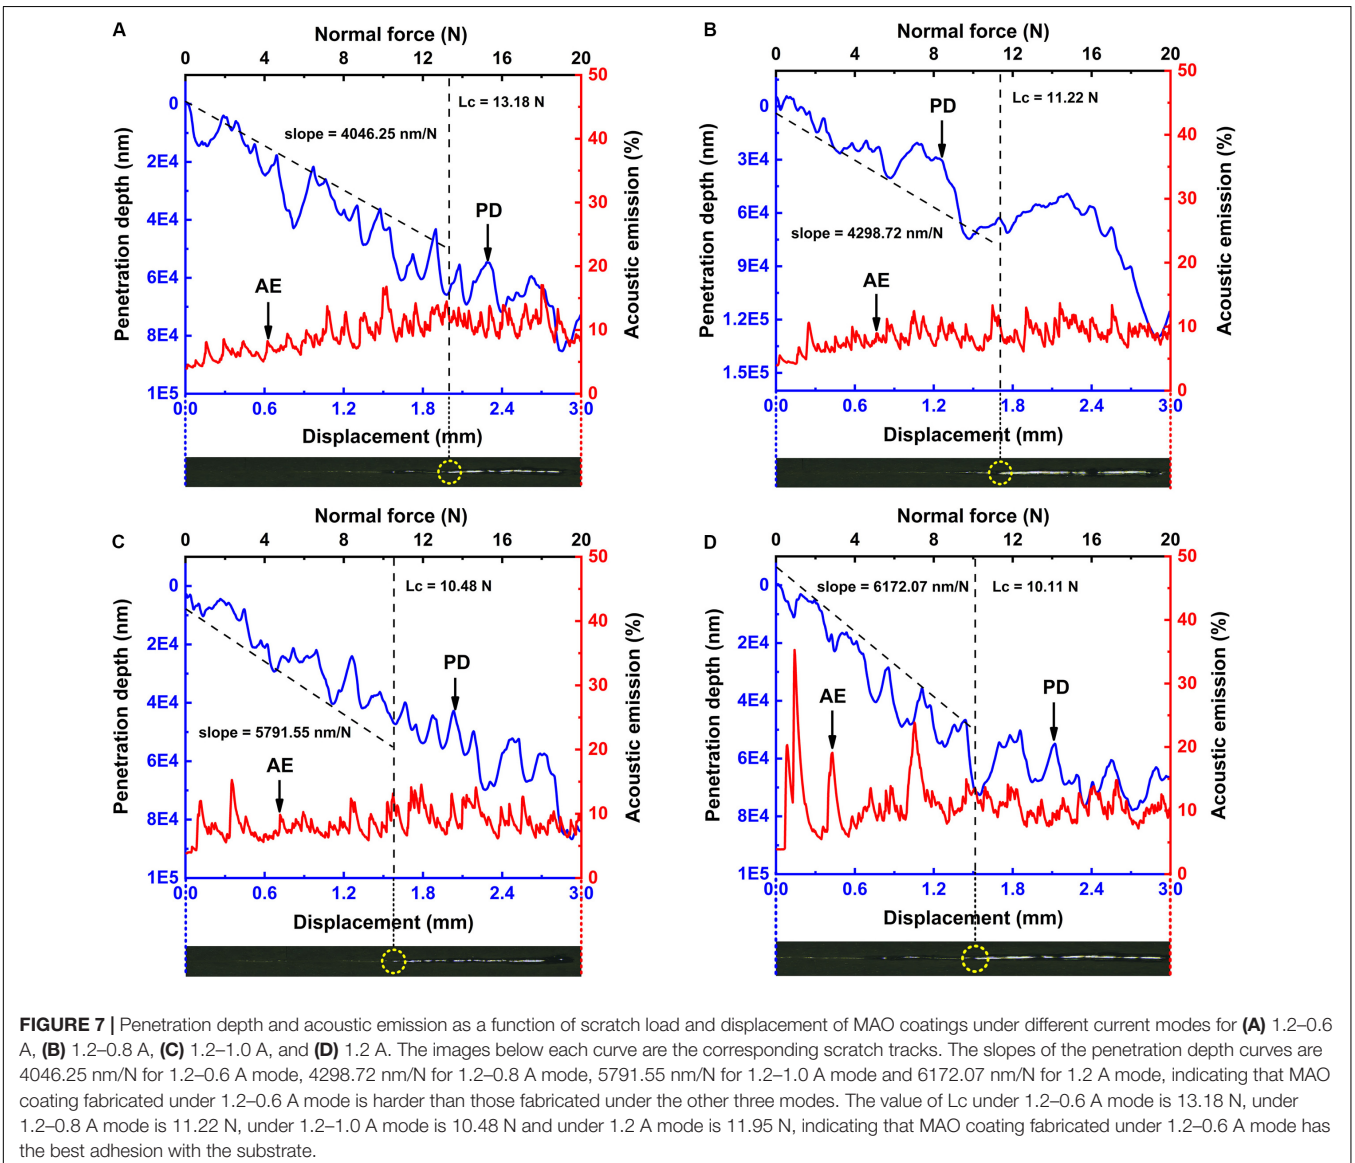 A
Normal force (N)
0 4 8 12 16 20
50
40
30
20
10
0
Acoustic emission (%)
0
2E4
4E4
6E4
8E4
1E5
Penetration depth (nm)
Lc = 13.18 N
slope = 4046.25 nm/N
PD
AE
0.0 0.6 1.2 1.8 2.4 3.0
Displacement (mm)
B
Normal force (N)
0 4 8 12 16 20
50
40
30
20
10
0
Acoustic emission (%)
0
3E4
6E4
9E4
1.2E5
1.5E5
Penetration depth (nm)
Lc = 11.22 N
PD
slope = 4298.72 nm/N
AE
0.0 0.6 1.2 1.8 2.4 3.0
Displacement (mm)
C
Normal force (N)
0 4 8 12 16 20
50
40
30
20
10
0
Acoustic emission (%)
0
2E4
4E4
6E4
8E4
1E5
Penetration depth (nm)
Lc = 10.48 N
PD
slope = 5791.55 nm/N
AE
0.0 0.6 1.2 1.8 2.4 3.0
Displacement (mm)
D
Normal force (N)
0 4 8 12 16 20
50
40
30
20
10
0
Acoustic emission (%)
0
2E4
4E4
6E4
8E4
1E5
Penetration depth (nm)
slope = 6172.07 nm/N
Lc = 10.11 N
AE
PD
0.0 0.6 1.2 1.8 2.4 3.0
Displacement (mm)
FIGURE 7 | Penetration depth and acoustic emission as a function of scratch load and displacement of MAO coatings under different current modes for (A) 1.2–0.6
A, (B) 1.2–0.8 A, (C) 1.2–1.0 A, and (D) 1.2 A. The images below each curve are the corresponding scratch tracks. The slopes of the penetration depth curves are
4046.25 nm/N for 1.2–0.6 A mode, 4298.72 nm/N for 1.2–0.8 A mode, 5791.55 nm/N for 1.2–1.0 A mode and 6172.07 nm/N for 1.2 A mode, indicating that MAO
coating fabricated under 1.2–0.6 A mode is harder than those fabricated under the other three modes. The value of Lc under 1.2–0.6 A mode is 13.18 N, under
1.2–0.8 A mode is 11.22 N, under 1.2–1.0 A mode is 10.48 N and under 1.2 A mode is 11.95 N, indicating that MAO coating fabricated under 1.2–0.6 A mode has
the best adhesion with the substrate.